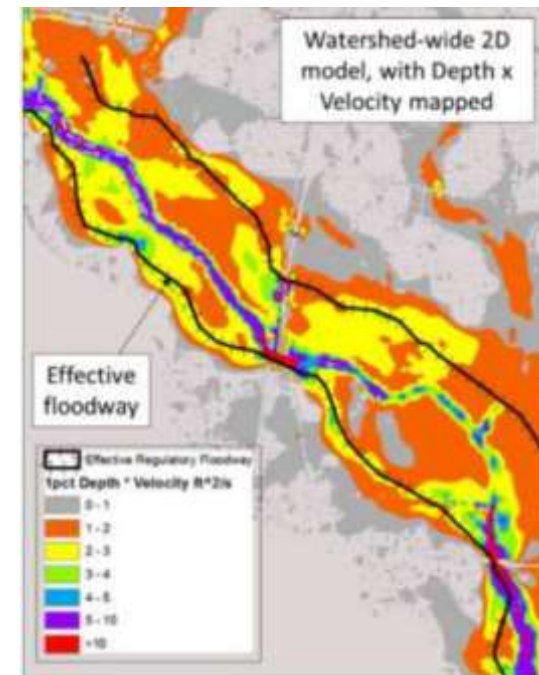 Watershed-wide 2D
model, with Depth x
Velocity mapped
Effective
floodway
Effective Regulatory Floodway
1pct Depth * Velocity ft^2/s
0 - 1
1 - 2
2 - 3
3 - 4
4 - 5
5 - 10
>10